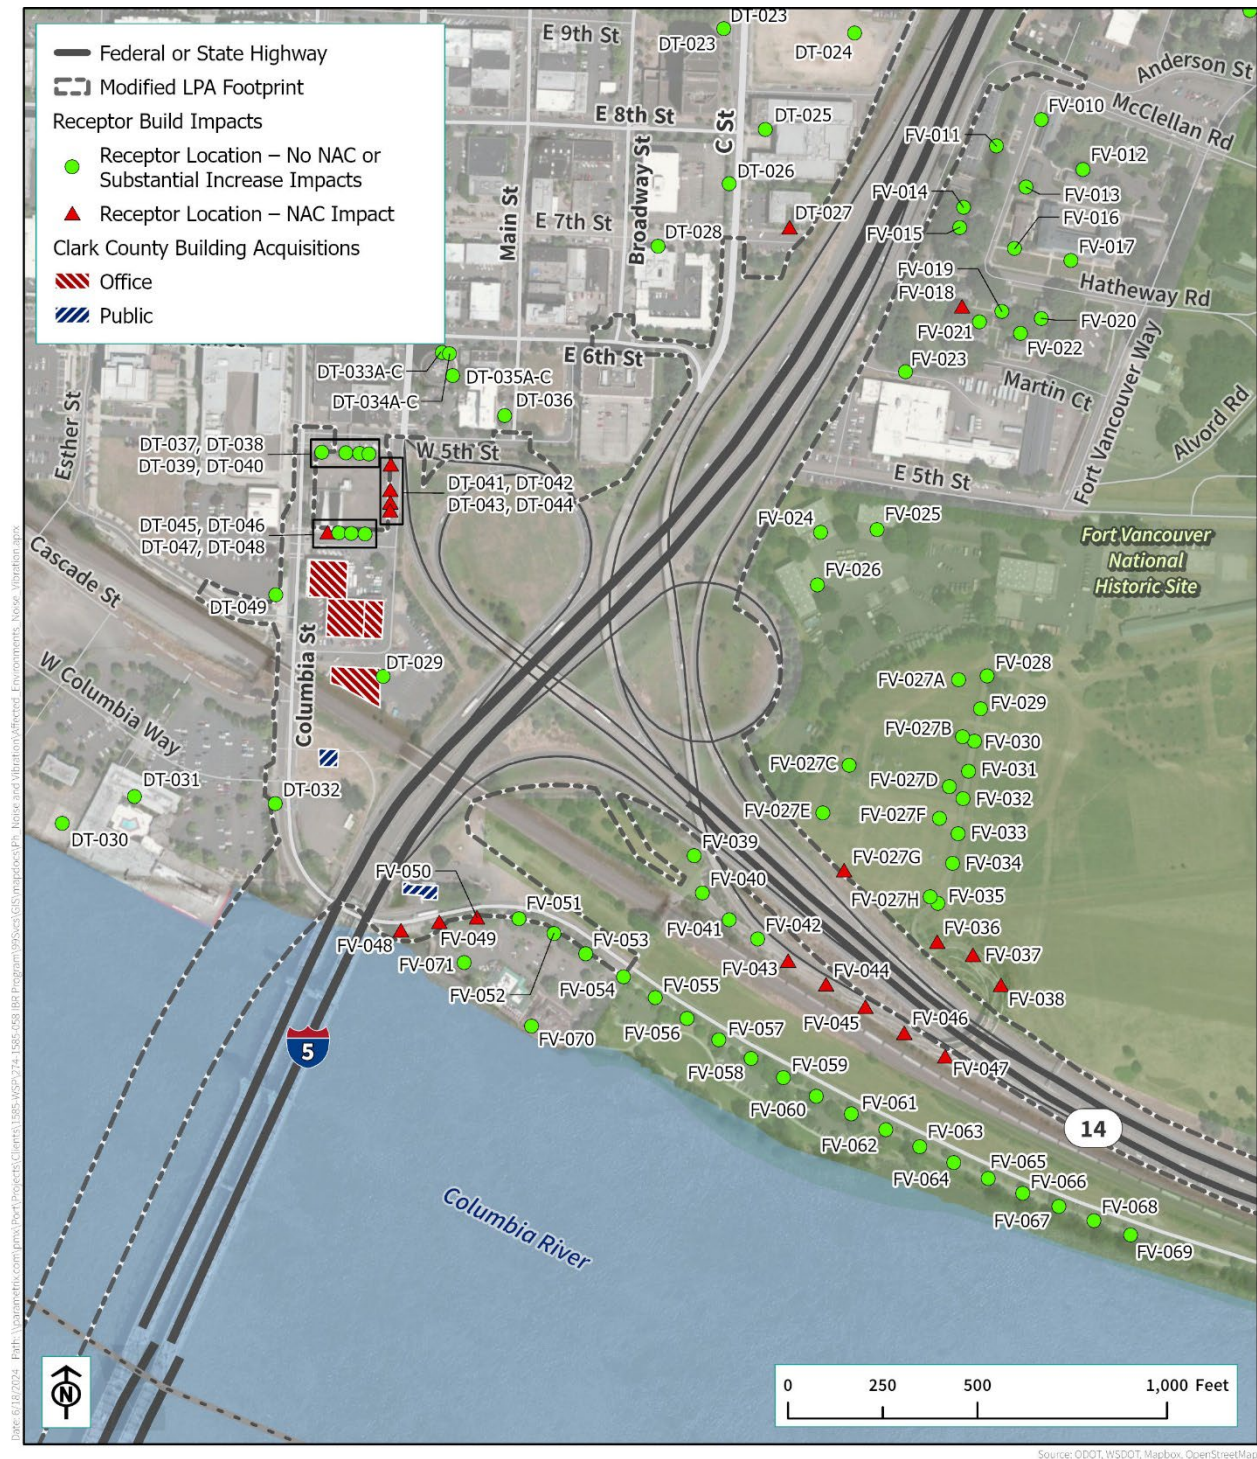 Federal or State Highway
Modified LPA Footprint
Receptor Build Impacts
Receptor Location – No NAC or
Substantial Increase Impacts
Receptor Location – NAC Impact
Clark County Building Acquisitions
Office
Public
DT-023
E 9th St
DT-023
DT-024
Anderson St
McClellan Rd
E 8th St
DT-025
C St
FV-010
FV-011
FV-012
DT-026
FV-013
FV-014
Main St
E 7th St
Broadway St
DT-027
DT-028
FV-015
FV-016
FV-017
FV-019
Hatheway Rd
FV-018
FV-020
FV-021
FV-022
Fort Vancouver Way
E 6th St
DT-033A-C
DT-035A-C
DT-034A-C
DT-036
FV-023
Martin Ct
Alvord Rd
Esther St
DT-037, DT-038
DT-039, DT-040
W 5th St
DT-041, DT-042
DT-043, DT-044
E 5th St
DT-045, DT-046
DT-047, DT-048
FV-024
FV-025
Fort Vancouver
National
Historic Site
Cascade St
FV-026
DT-049
Columbia St
DT-029
W Columbia Way
FV-027A
FV-028
FV-029
FV-027B
FV-030
FV-027C
FV-031
FV-027D
FV-032
DT-031
DT-032
DT-030
FV-027E
FV-027F
FV-033
FV-039
FV-027G
FV-034
FV-050
FV-040
FV-035
FV-027H
FV-051
FV-041
FV-042
FV-036
FV-048
FV-049
FV-053
FV-037
FV-071
FV-043
FV-044
FV-038
FV-052
FV-054
FV-055
FV-045
FV-046
FV-070
FV-056
FV-057
FV-047
5
FV-058
FV-059
FV-060
FV-061
14
FV-062
FV-063
FV-064
FV-065
FV-066
FV-067
FV-068
FV-069
Columbia River
N
0 250 500 1,000 Feet
Source: ODOT, WSDOT, Mapbox, OpenStreetMap